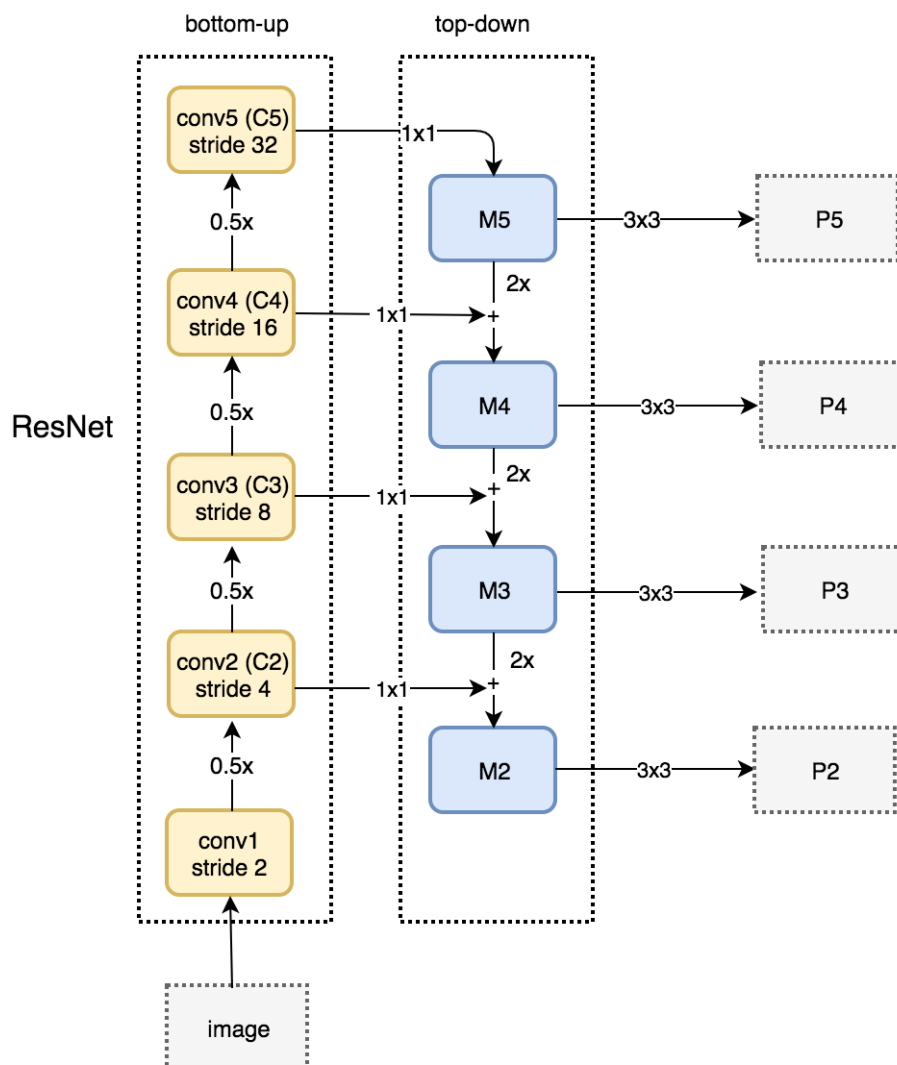 bottom-up
top-down
conv5 (C5)
stride 32
1x1
M5
3x3
P5
0.5x
2x
conv4 (C4)
stride 16
1x1
+
M4
3x3
P4
0.5x
ResNet
2x
conv3 (C3)
stride 8
1x1
+
M3
3x3
P3
0.5x
2x
conv2 (C2)
stride 4
1x1
+
M2
3x3
P2
0.5x
conv1
stride 2
image